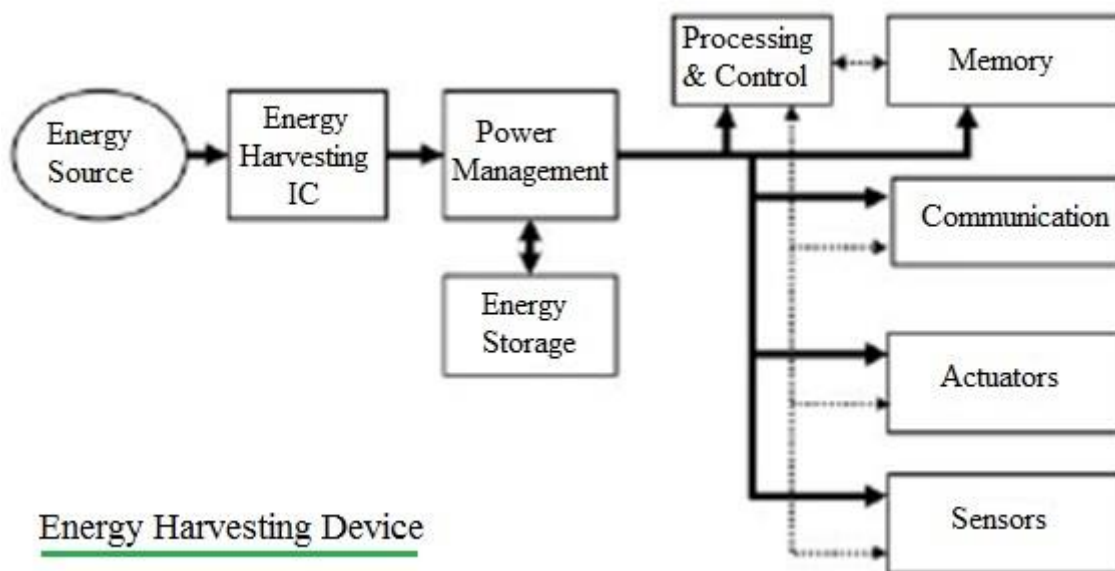 Energy
Source
Energy
Harvesting
IC
Power
Management
Energy
Storage
Processing
& Control
Memory
Communication
Actuators
Sensors
Energy Harvesting Device